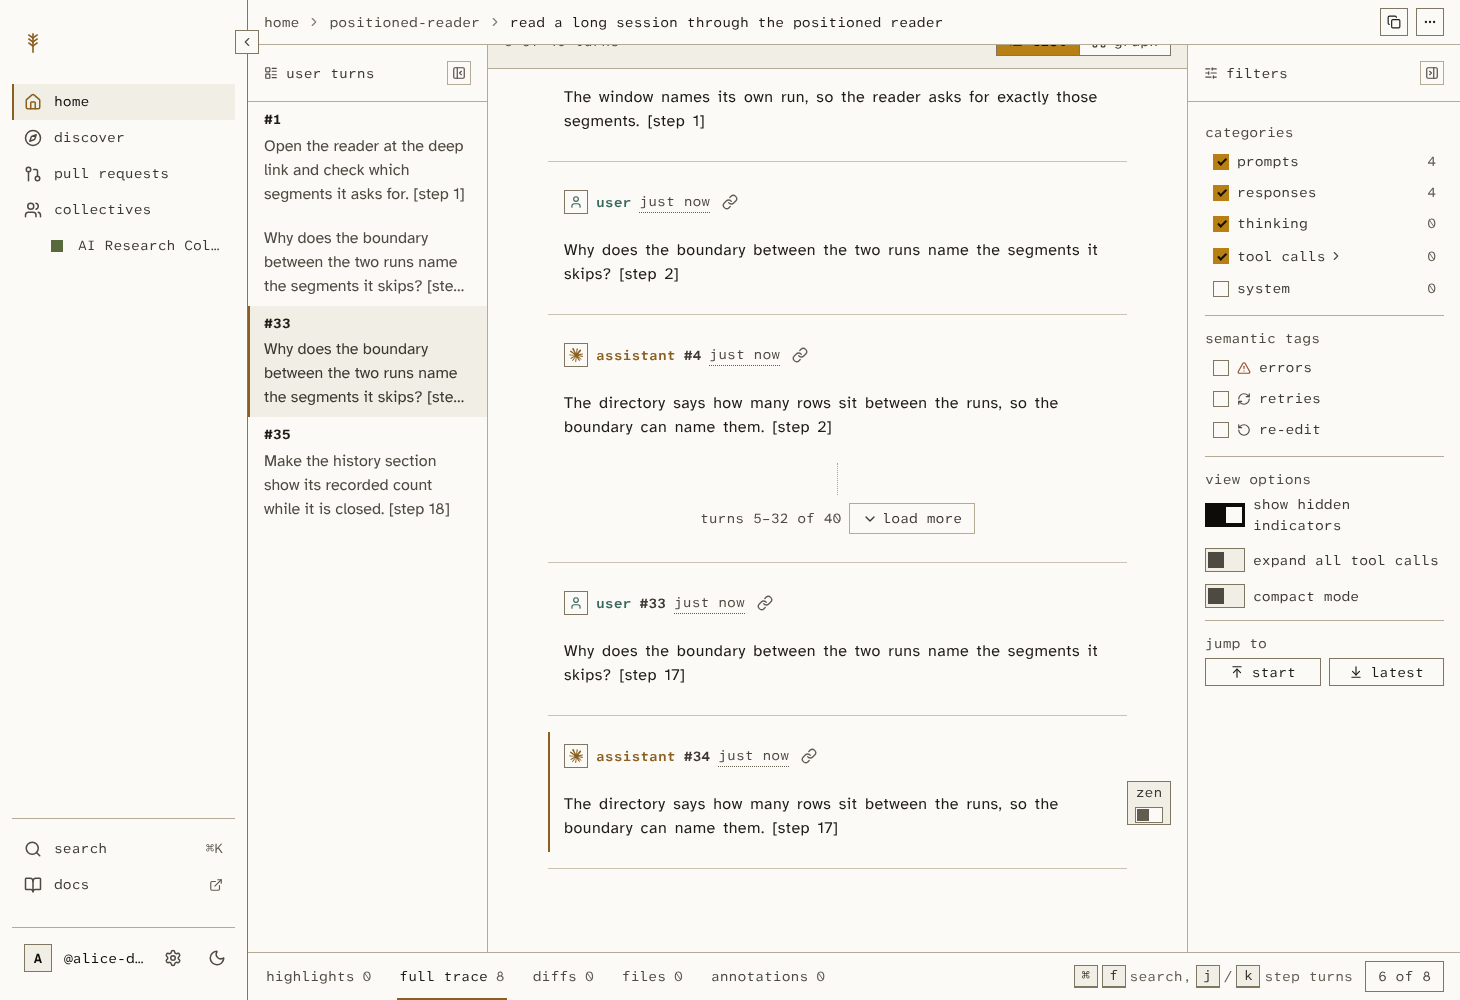 home
discover
pull requests
collectives
AI Research Col…
search ⌘K
docs
A @alice-d…
home > positioned-reader > read a long session through the positioned reader
user turns
#1
Open the reader at the deep
link and check which
segments it asks for. [step 1]
Why does the boundary
between the two runs name
the segments it skips? [ste…
#33
Why does the boundary
between the two runs name
the segments it skips? [ste…
#35
Make the history section
show its recorded count
while it is closed. [step 18]
The window names its own run, so the reader asks for exactly those
segments. [step 1]
user just now
Why does the boundary between the two runs name the segments it
skips? [step 2]
assistant #4 just now
The directory says how many rows sit between the runs, so the
boundary can name them. [step 2]
turns 5–32 of 40 load more
user #33 just now
Why does the boundary between the two runs name the segments it
skips? [step 17]
assistant #34 just now
The directory says how many rows sit between the runs, so the
boundary can name them. [step 17]
zen
filters
categories
prompts 4
responses 4
thinking 0
tool calls > 0
system 0
semantic tags
errors
retries
re-edit
view options
show hidden
indicators
expand all tool calls
compact mode
jump to
start latest
highlights 0 full trace 8 diffs 0 files 0 annotations 0
⌘ f search, j / k step turns 6 of 8